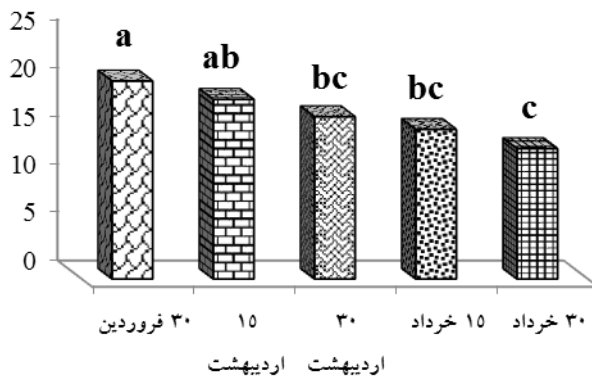 25
20
15
10
5
0
a
ab
bc
bc
c
۳۰ فروردین
۱۵ اردیبهشت
۳۰ اردیبهشت
۱۵ خرداد
۳۰ خرداد